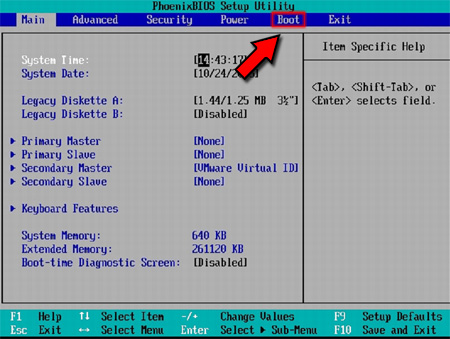 PhoenixBIOS Setup Utility
Main Advanced Security Power Boot Exit
Item Specific Help
System Time: [14:43:17]
System Date: [10/24/2
<Tab>, <Shift-Tab>, or
<Enter> selects field.
Legacy Diskette A: [1.44/1.25 MB 3½"]
Legacy Diskette B: [Disabled]
Primary Master [None]
Primary Slave [None]
Secondary Master [VMware Virtual ID]
Secondary Slave [None]
Keyboard Features
System Memory: 640 KB
Extended Memory: 261120 KB
Boot-time Diagnostic Screen: [Disabled]
F1 Help ↑↓ Select Item -/+ Change Values F9 Setup Defaults
Esc Exit ↔ Select Menu Enter Select ▶ Sub-Menu F10 Save and Exit